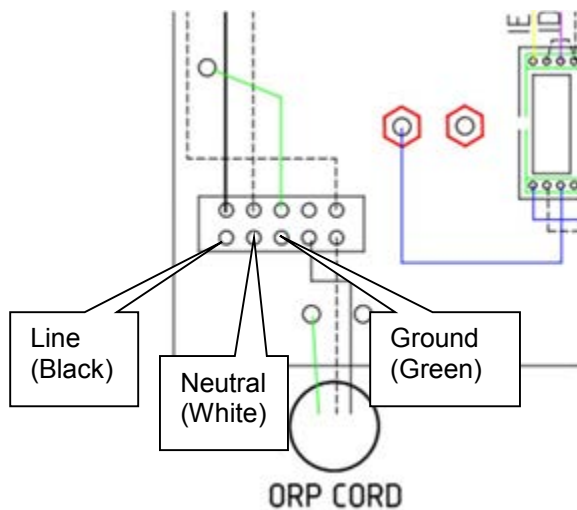 Line
(Black)
Neutral
(White)
Ground
(Green)
ORP CORD